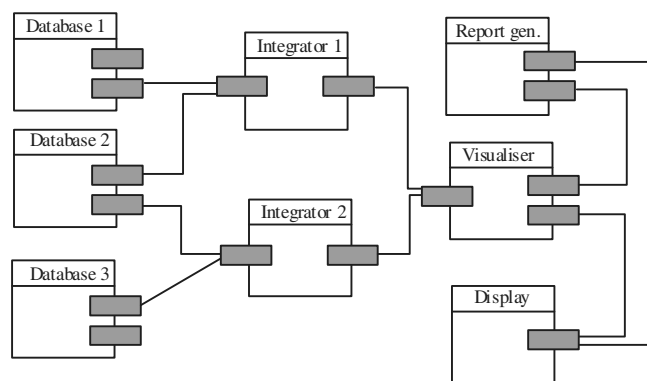 Database 1
Integrator 1
Report gen.
Database 2
Visualiser
Integrator 2
Database 3
Display